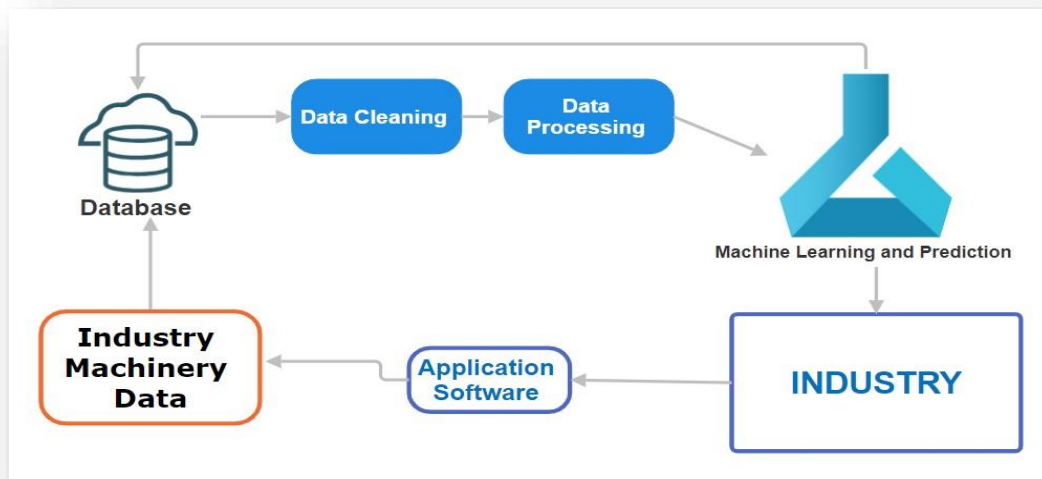 Data Cleaning
Data
Processing
Database
Machine Learning and Prediction
Industry
Machinery
Data
Application
Software
INDUSTRY